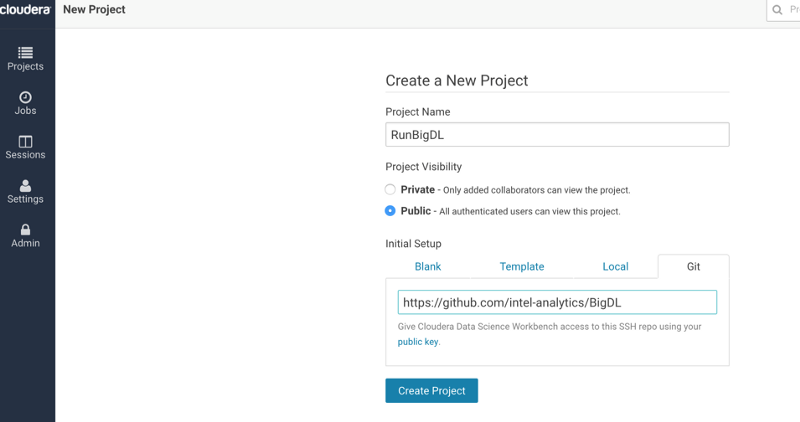 cloudera
New Project
Pr
Projects
Jobs
Sessions
Settings
Admin
Create a New Project
Project Name
RunBigDL
Project Visibility
Private - Only added collaborators can view the project.
Public - All authenticated users can view this project.
Initial Setup
Blank Template Local Git
https://github.com/intel-analytics/BigDL
Give Cloudera Data Science Workbench access to this SSH repo using your
public key.
Create Project